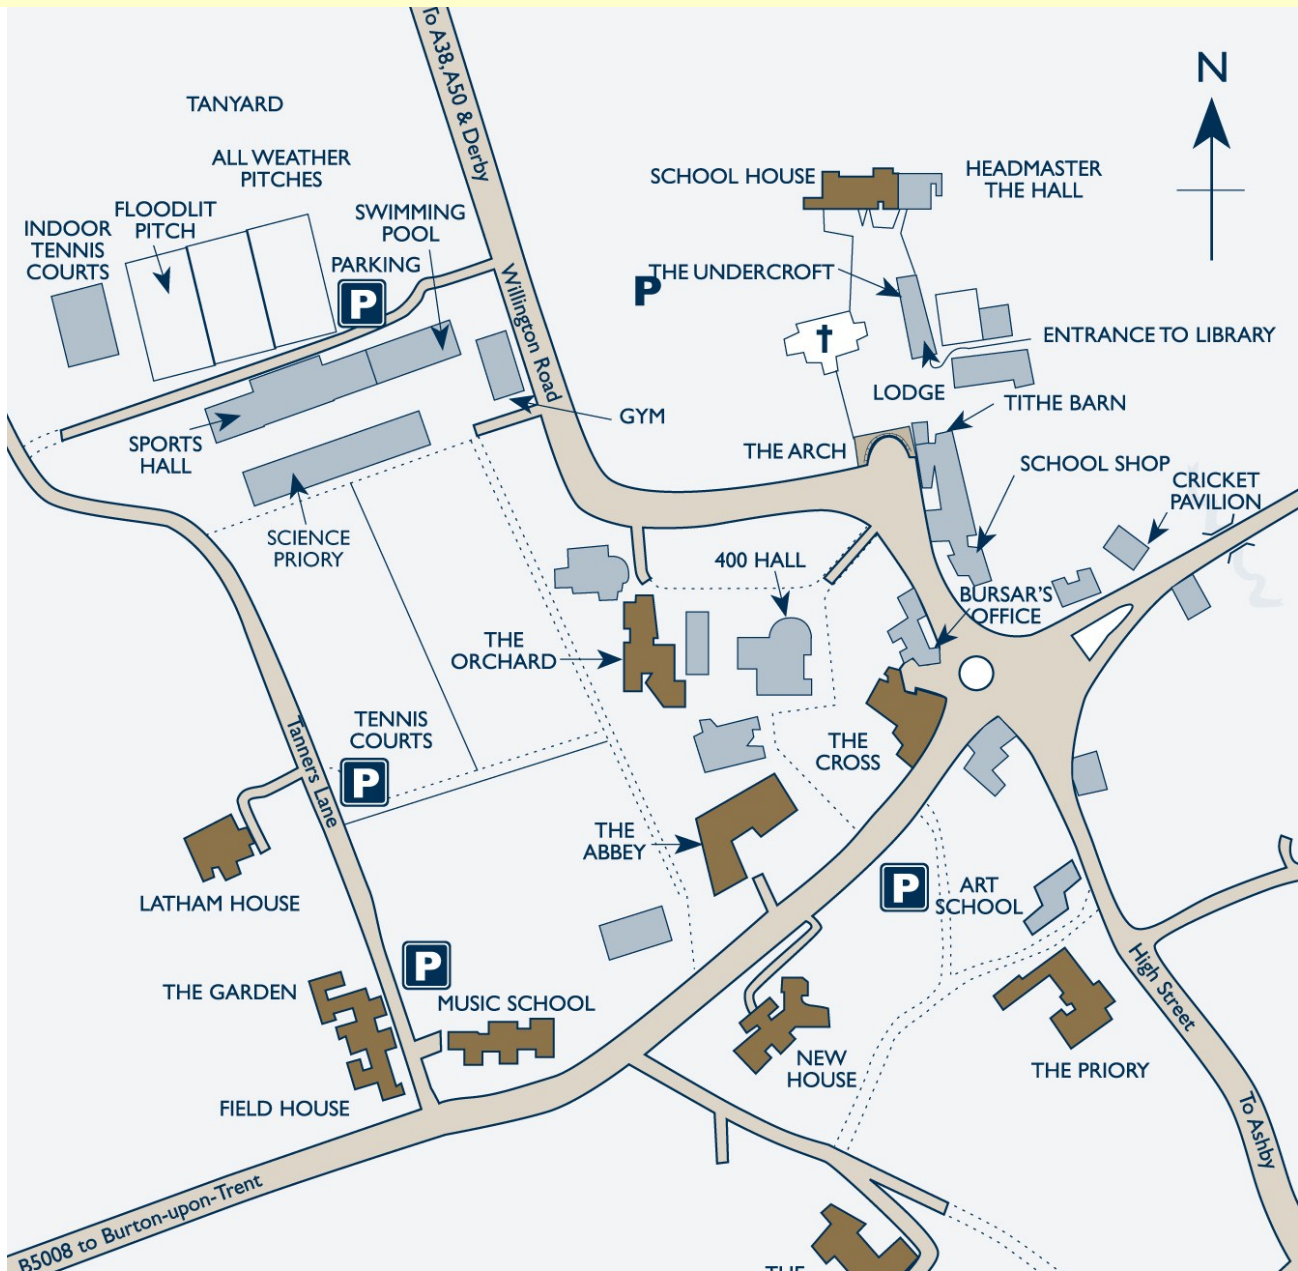 To A38, A50 & Derby
N
TANYARD
ALL WEATHER
PITCHES
SCHOOL HOUSE
HEADMASTER
THE HALL
FLOODLIT
PITCH
SWIMMING
POOL
INDOOR
TENNIS
COURTS
PARKING
P
Willington Road
P
THE UNDERCROFT
ENTRANCE TO LIBRARY
LODGE
TITHE BARN
GYM
SPORTS
HALL
THE ARCH
SCHOOL SHOP
CRICKET
PAVILION
SCIENCE
PRIORY
400 HALL
BURSAR'S
OFFICE
THE
ORCHARD
TENNIS
COURTS
P
Tanners Lane
THE
CROSS
THE
ABBEY
LATHAM HOUSE
P
ART
SCHOOL
High Street
THE GARDEN
P
MUSIC SCHOOL
NEW
HOUSE
THE PRIORY
FIELD HOUSE
To Ashby
B5008 to Burton-upon-Trent
THE